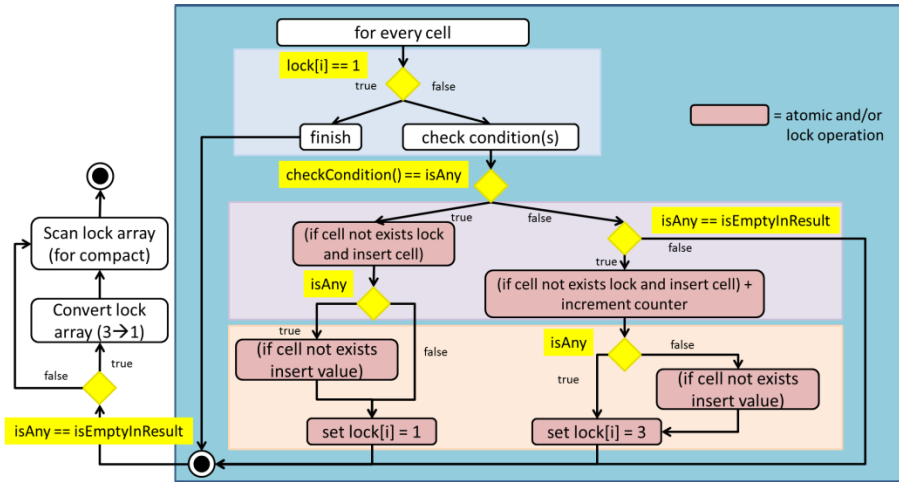 for every cell
lock[i] == 1
true
false
finish
check condition(s)
= atomic and/or
lock operation
checkCondition() == isAny
true
false
isAny == isEmptyInResult
(if cell not exists lock
and insert cell)
true
false
isAny
(if cell not exists lock and insert cell) +
increment counter
true
false
(if cell not exists
insert value)
isAny
true
false
(if cell not exists
insert value)
set lock[i] = 1
set lock[i] = 3
Scan lock array
(for compact)
Convert lock
array (3→1)
false
true
isAny == isEmptyInResult